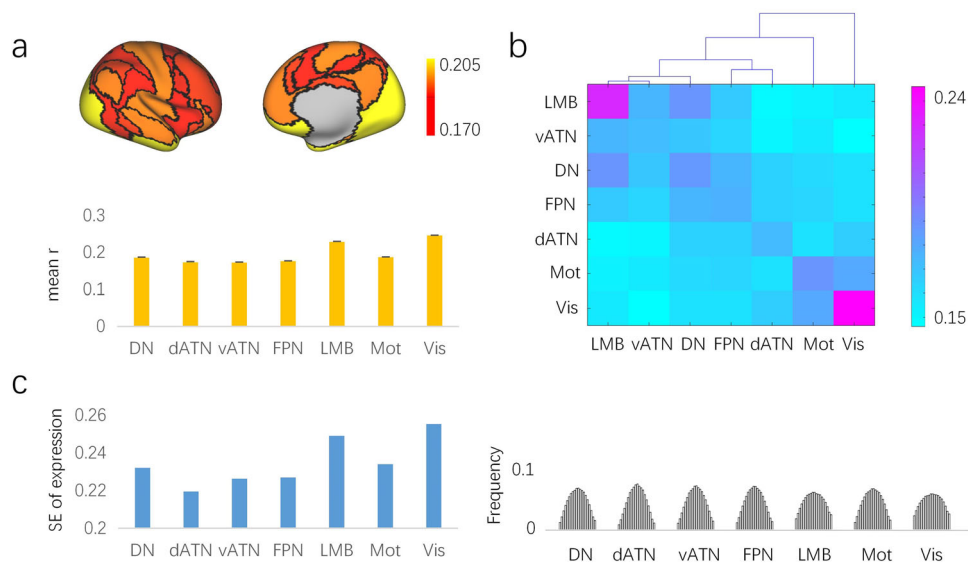 a
0.205
0.170
0.3
0.2
0.1
0
mean r
DN dATN vATN FPN LMB Mot Vis
b
LMB
vATN
DN
FPN
dATN
Mot
Vis
LMB vATN DN FPN dATN Mot Vis
0.24
0.15
c
0.26
0.24
0.22
0.2
SE of expression
DN dATN vATN FPN LMB Mot Vis
0.1
0
Frequency
DN dATN vATN FPN LMB Mot Vis